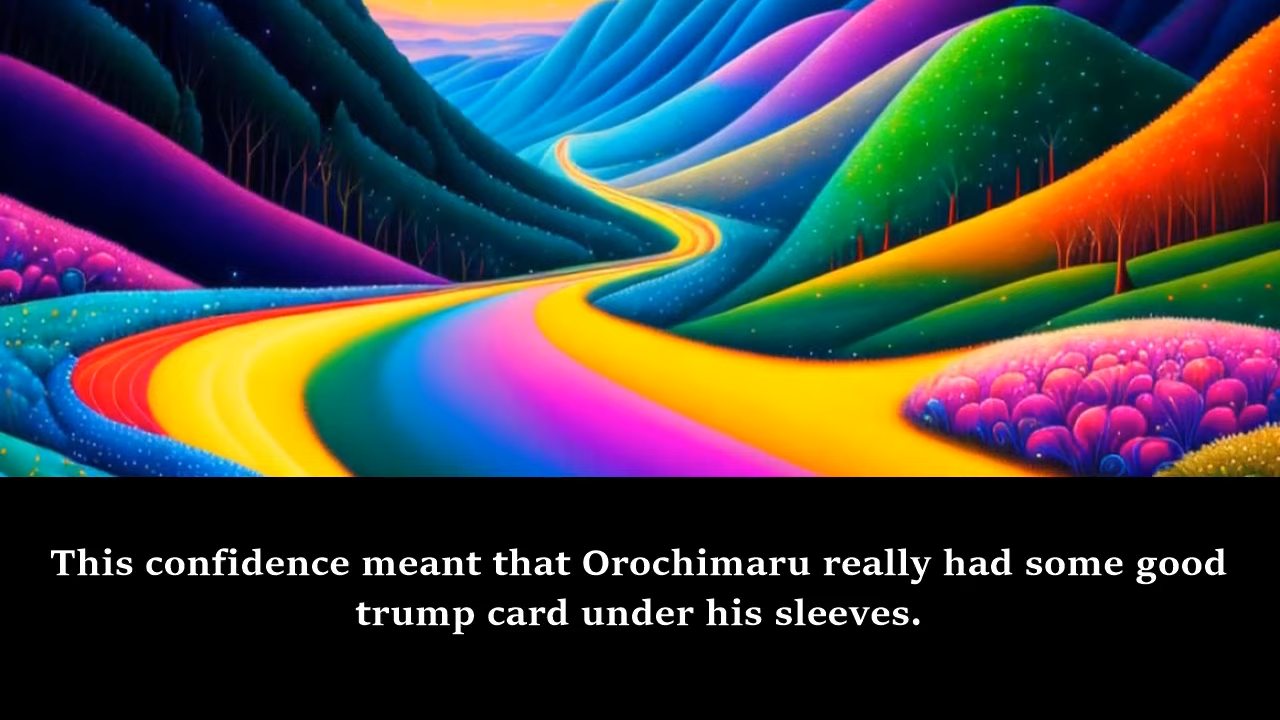 This confidence meant that Orochimaru really had some good
trump card under his sleeves.